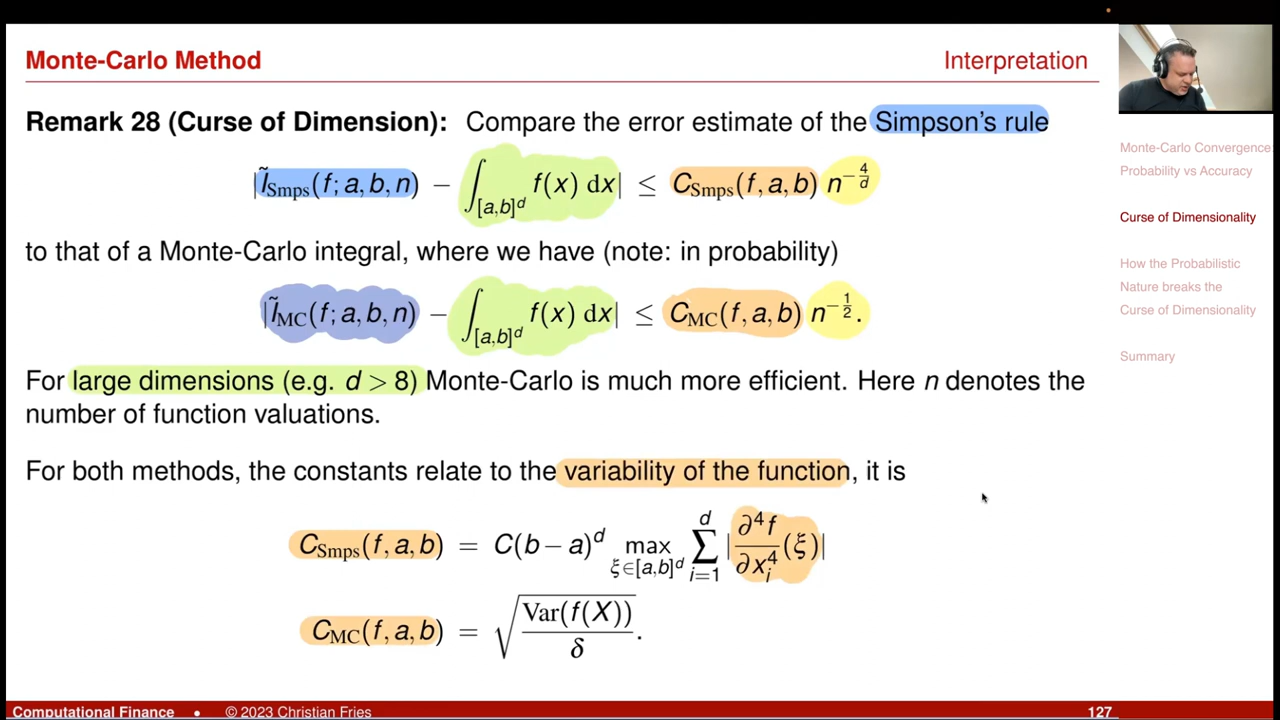 Monte-Carlo Method
Interpretation
Remark 28 (Curse of Dimension): Compare the error estimate of the Simpson's rule
|Ĩ_Smps(f; a, b, n) − ∫_{[a,b]^d} f(x) dx| ≤ C_Smps(f, a, b) n^{−4/d}
to that of a Monte-Carlo integral, where we have (note: in probability)
|Ĩ_MC(f; a, b, n) − ∫_{[a,b]^d} f(x) dx| ≤ C_MC(f, a, b) n^{−1/2}.
For large dimensions (e.g. d > 8) Monte-Carlo is much more efficient. Here n denotes the
number of function valuations.
For both methods, the constants relate to the variability of the function, it is
C_Smps(f, a, b) = C(b − a)^d max_{ξ∈[a,b]^d} ∑_{i=1}^{d} |∂⁴f/∂x_i⁴ (ξ)|
C_MC(f, a, b) = √(Var(f(X))/δ).
Monte-Carlo Convergence:
Probability vs Accuracy
Curse of Dimensionality
How the Probabilistic
Nature breaks the
Curse of Dimensionality
Summary
Computational Finance • © 2023 Christian Fries
127